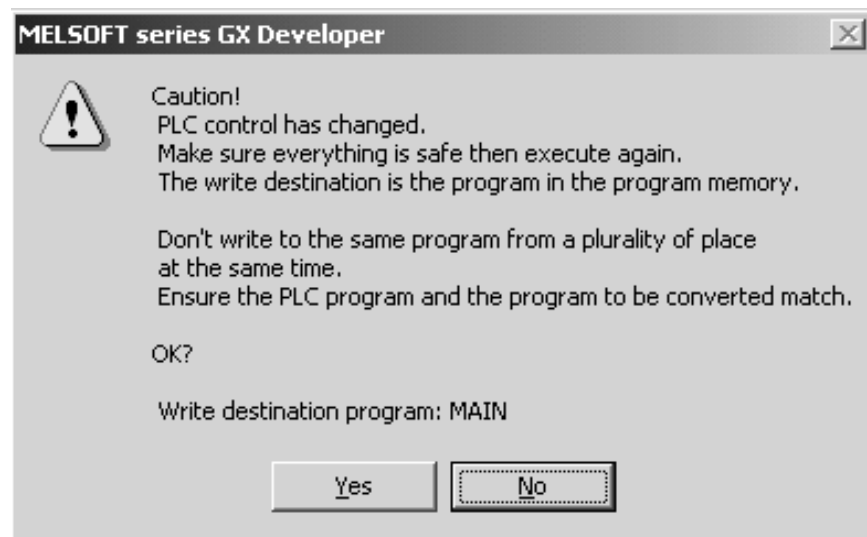 MELSOFT series GX Developer
Caution!
PLC control has changed.
Make sure everything is safe then execute again.
The write destination is the program in the program memory.
Don't write to the same program from a plurality of place
at the same time.
Ensure the PLC program and the program to be converted match.
OK?
Write destination program: MAIN
Yes
No